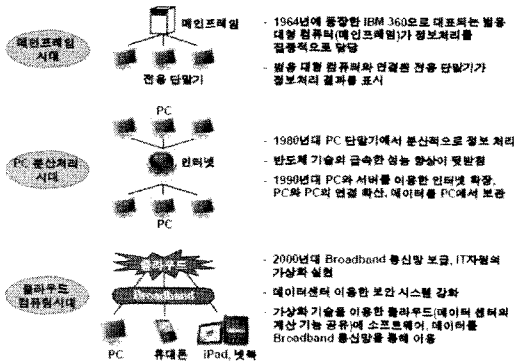 메인프레임
시대
메인프레임
전용 단말기
- 1964년에 등장한 IBM 360으로 대표되는 범용
대형 컴퓨터(메인프레임)가 정보처리를
집중적으로 담당
- 범용 대형 컴퓨터와 연결된 전용 단말기가
정보처리 결과를 표시
PC 분산처리
시대
PC
인터넷
PC
- 1980년대 PC 단말기에서 분산적으로 정보 처리
- 반도체 기술의 급속한 성능 향상이 뒷받침
- 1990년대 PC와 서버를 이용한 인터넷 확장,
PC와 PC의 연결 확산, 데이터를 PC에서 보관
클라우드
컴퓨팅시대
Broadband
PC
휴대폰
iPad, 넷북
- 2000년대 Broadband 통신망 보급, IT자원의
가상화 실현
- 데이터센터 이용한 보안 시스템 강화
- 가상화 기술을 이용한 클라우드(데이터 센터의
계산 기능 공유)에 소프트웨어, 데이터를
Broadband 통신망을 통해 이용